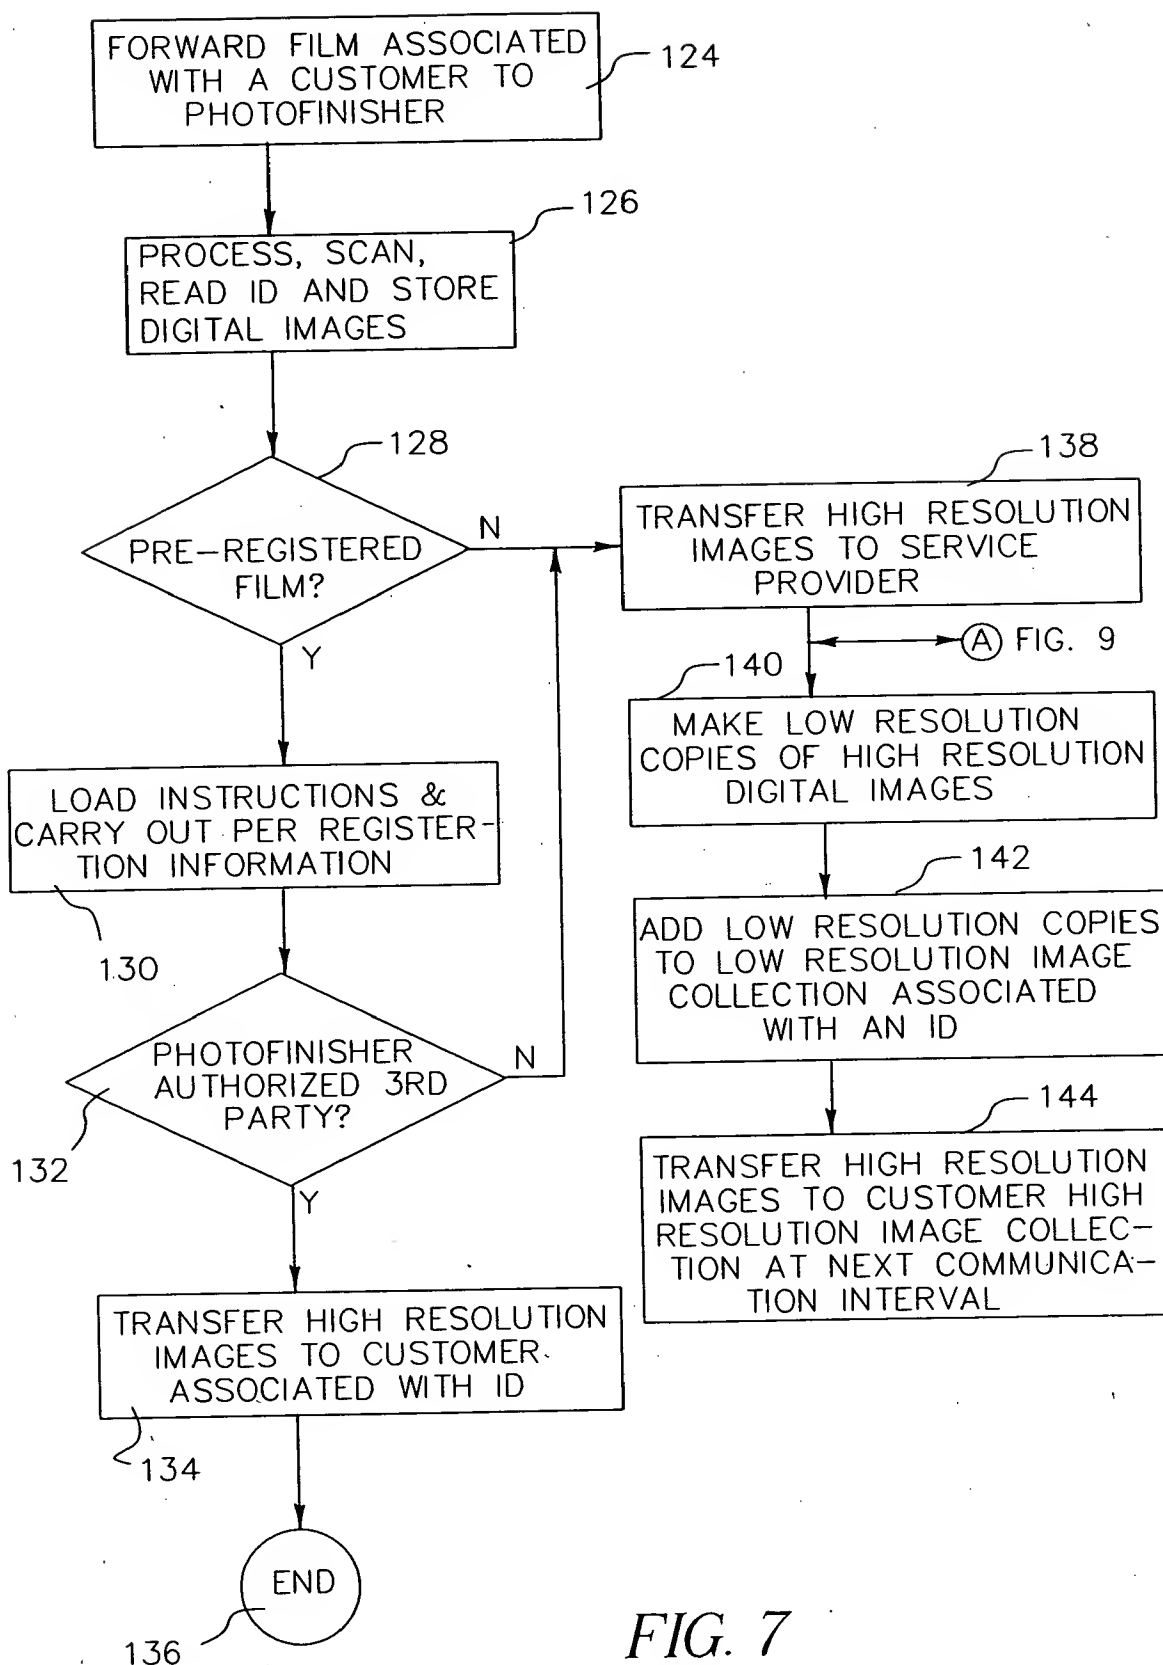 FORWARD FILM ASSOCIATED
WITH A CUSTOMER TO
PHOTOFINISHER
124
126
PROCESS, SCAN,
READ ID AND STORE
DIGITAL IMAGES
128
PRE-REGISTERED
FILM?
N
Y
LOAD INSTRUCTIONS &
CARRY OUT PER REGISTER-
TION INFORMATION
130
PHOTOFINISHER
AUTHORIZED 3RD
PARTY?
N
132
Y
TRANSFER HIGH RESOLUTION
IMAGES TO CUSTOMER
ASSOCIATED WITH ID
134
END
136
138
TRANSFER HIGH RESOLUTION
IMAGES TO SERVICE
PROVIDER
A FIG. 9
140
MAKE LOW RESOLUTION
COPIES OF HIGH RESOLUTION
DIGITAL IMAGES
142
ADD LOW RESOLUTION COPIES
TO LOW RESOLUTION IMAGE
COLLECTION ASSOCIATED
WITH AN ID
144
TRANSFER HIGH RESOLUTION
IMAGES TO CUSTOMER HIGH
RESOLUTION IMAGE COLLEC-
TION AT NEXT COMMUNICA-
TION INTERVAL
FIG. 7